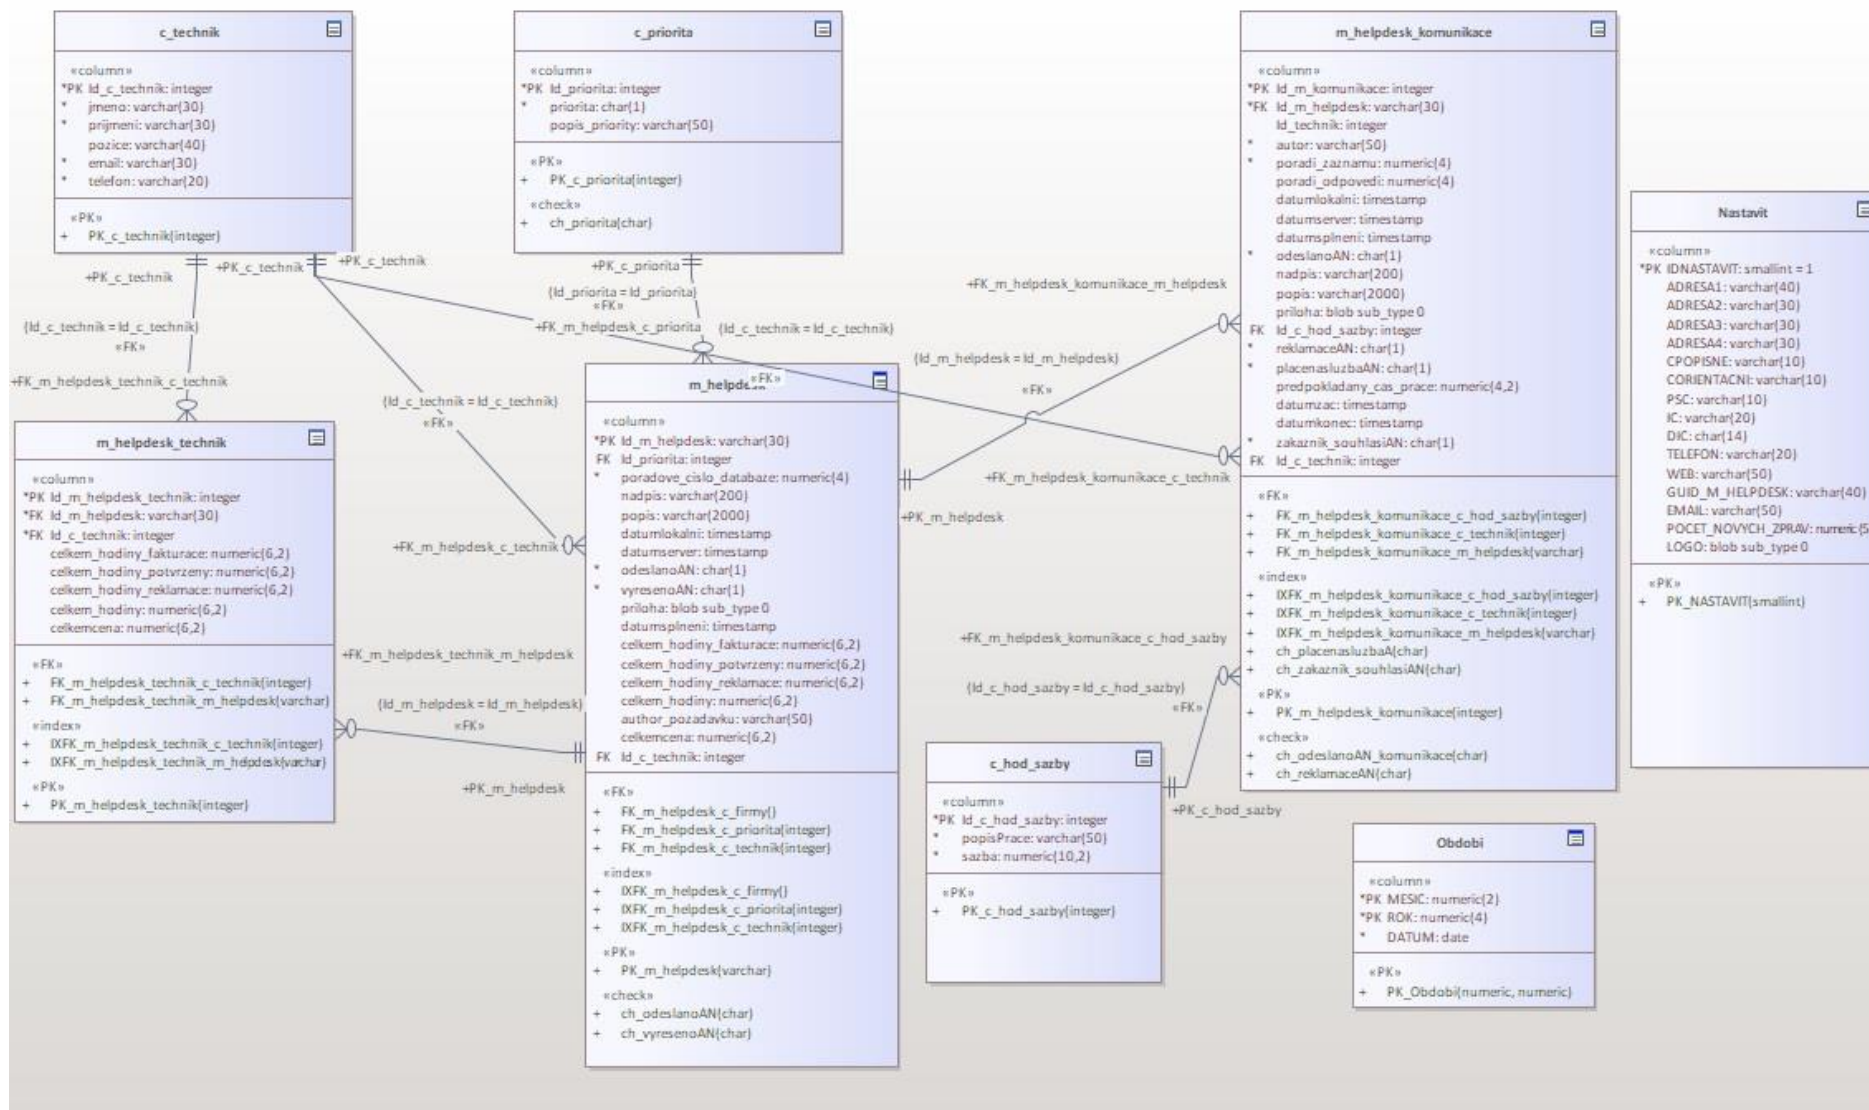 c_technik
«column»
*PK Id_c_technik: integer
* jmeno: varchar(30)
* prijmeni: varchar(30)
pozice: varchar(40)
* email: varchar(30)
* telefon: varchar(20)
«PK»
+ PK_c_technik(integer)
c_priorita
«column»
*PK Id_priorita: integer
* priorita: char(1)
popis_priority: varchar(50)
«PK»
+ PK_c_priorita(integer)
«check»
+ ch_priorita(char)
m_helpdesk_komunikace
«column»
*PK Id_m_komunikace: integer
*FK Id_m_helpdesk: varchar(30)
Id_technik: integer
* autor: varchar(50)
* poradi_zaznamu: numeric(4)
poradi_odpovedi: numeric(4)
datumlokalni: timestamp
datumserver: timestamp
datumsplneni: timestamp
* odeslanoAN: char(1)
nadpis: varchar(200)
popis: varchar(2000)
priloha: blob sub_type 0
FK Id_c_hod_sazby: integer
* reklamaceAN: char(1)
* placenasluzbaAN: char(1)
predpokladany_cas_prace: numeric(4,2)
datumzac: timestamp
datumkonec: timestamp
* zakaznik_souhlasiAN: char(1)
FK Id_c_technik: integer
«FK»
+ FK_m_helpdesk_komunikace_c_hod_sazby(integer)
+ FK_m_helpdesk_komunikace_c_technik(integer)
+ FK_m_helpdesk_komunikace_m_helpdesk(varchar)
«index»
+ IXFK_m_helpdesk_komunikace_c_hod_sazby(integer)
+ IXFK_m_helpdesk_komunikace_c_technik(integer)
+ IXFK_m_helpdesk_komunikace_m_helpdesk(varchar)
+ ch_placenasluzbaA(char)
+ ch_zakaznik_souhlasiAN(char)
«PK»
+ PK_m_helpdesk_komunikace(integer)
«check»
+ ch_odeslanoAN_komunikace(char)
+ ch_reklamaceAN(char)
Nastavit
«column»
*PK IDNASTAVIT: smallint = 1
ADRESA1: varchar(40)
ADRESA2: varchar(30)
ADRESA3: varchar(30)
ADRESA4: varchar(30)
CPOPISNE: varchar(10)
CORIENTACNI: varchar(10)
PSC: varchar(10)
IC: varchar(20)
DIC: char(14)
TELEFON: varchar(20)
WEB: varchar(50)
GUID_M_HELPDESK: varchar(40)
EMAIL: varchar(50)
POCET_NOVYCH_ZPRAV: numeric(5
LOGO: blob sub_type 0
«PK»
+ PK_NASTAVIT(smallint)
+PK_c_technik
+PK_c_technik
+PK_c_technik
+PK_c_priorita
(Id_priorita = Id_priorita)
«FK»
+FK_m_helpdesk_c_priorita
(Id_c_technik = Id_c_technik)
«FK»
+FK_m_helpdesk_komunikace_m_helpdesk
(Id_m_helpdesk = Id_m_helpdesk)
«FK»
(Id_c_technik = Id_c_technik)
«FK»
+FK_m_helpdesk_technik_c_technik
(Id_c_technik = Id_c_technik)
«FK»
+FK_m_helpdesk_komunikace_c_technik
+PK_m_helpdesk
+FK_m_helpdesk_c_technik
m_helpdesk_technik
«column»
*PK Id_m_helpdesk_technik: integer
*FK Id_m_helpdesk: varchar(30)
*FK Id_c_technik: integer
celkem_hodiny_fakturace: numeric(6,2)
celkem_hodiny_potvrzeny: numeric(6,2)
celkem_hodiny_reklamace: numeric(6,2)
celkem_hodiny: numeric(6,2)
celkemcena: numeric(6,2)
«FK»
+ FK_m_helpdesk_technik_c_technik(integer)
+ FK_m_helpdesk_technik_m_helpdesk(varchar)
«index»
+ IXFK_m_helpdesk_technik_c_technik(integer)
+ IXFK_m_helpdesk_technik_m_helpdesk(varchar)
«PK»
+ PK_m_helpdesk_technik(integer)
+FK_m_helpdesk_technik_m_helpdesk
(Id_m_helpdesk = Id_m_helpdesk)
«FK»
+PK_m_helpdesk
m_helpdesk
«column»
*PK Id_m_helpdesk: varchar(30)
FK Id_priorita: integer
* poradove_cislo_databaze: numeric(4)
nadpis: varchar(200)
popis: varchar(2000)
datumlokalni: timestamp
datumserver: timestamp
* odeslanoAN: char(1)
* vyresenoAN: char(1)
priloha: blob sub_type 0
datumsplneni: timestamp
celkem_hodiny_fakturace: numeric(6,2)
celkem_hodiny_potvrzeny: numeric(6,2)
celkem_hodiny_reklamace: numeric(6,2)
celkem_hodiny: numeric(6,2)
author_pozadavku: varchar(50)
celkemcena: numeric(6,2)
FK Id_c_technik: integer
«FK»
+ FK_m_helpdesk_c_firmy()
+ FK_m_helpdesk_c_priorita(integer)
+ FK_m_helpdesk_c_technik(integer)
«index»
+ IXFK_m_helpdesk_c_firmy()
+ IXFK_m_helpdesk_c_priorita(integer)
+ IXFK_m_helpdesk_c_technik(integer)
«PK»
+ PK_m_helpdesk(varchar)
«check»
+ ch_odeslanoAN(char)
+ ch_vyresenoAN(char)
+FK_m_helpdesk_komunikace_c_hod_sazby
(Id_c_hod_sazby = Id_c_hod_sazby)
«FK»
+PK_c_hod_sazby
c_hod_sazby
«column»
*PK Id_c_hod_sazby: integer
* popisPrace: varchar(50)
* sazba: numeric(10,2)
«PK»
+ PK_c_hod_sazby(integer)
Obdobi
«column»
*PK MESIC: numeric(2)
*PK ROK: numeric(4)
* DATUM: date
«PK»
+ PK_Obdobi(numeric, numeric)